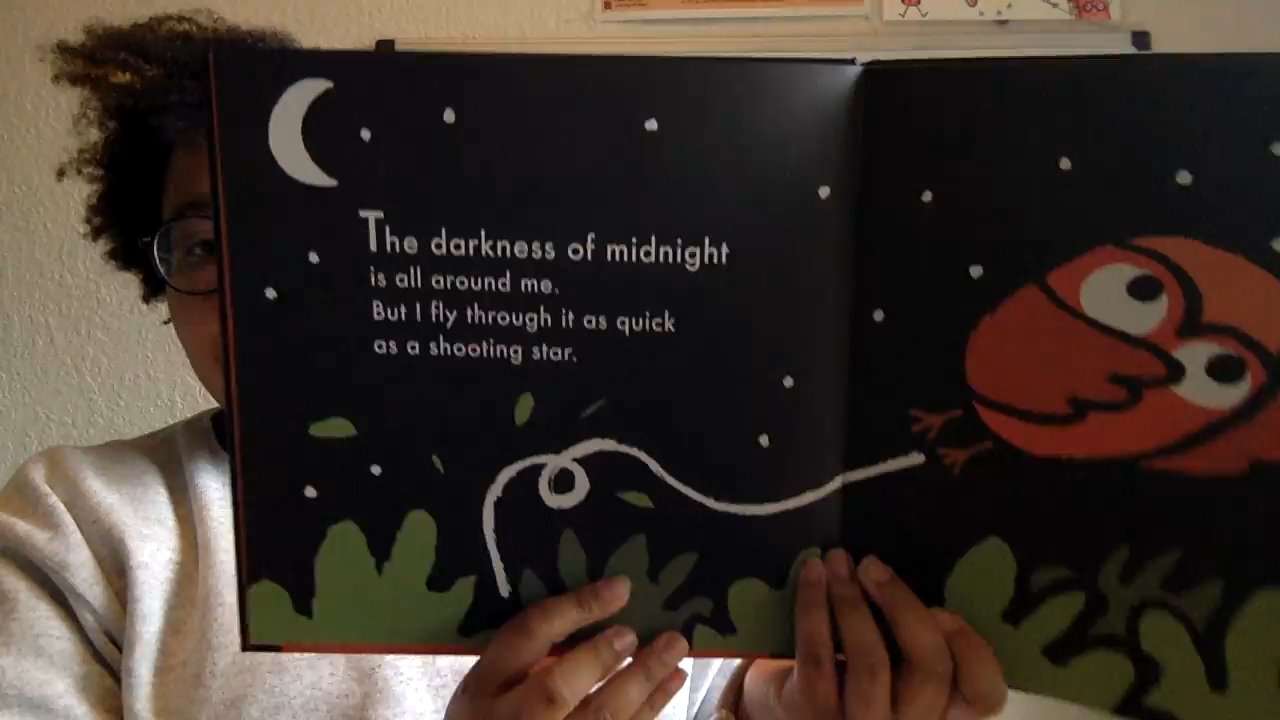 The darkness of midnight
is all around me.
But I fly through it as quick
as a shooting star.